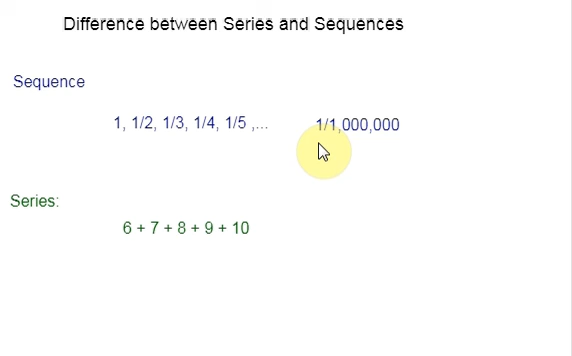 Difference between Series and Sequences
Sequence
1, 1/2, 1/3, 1/4, 1/5 ,... 1/1,000,000
Series:
6 + 7 + 8 + 9 + 10